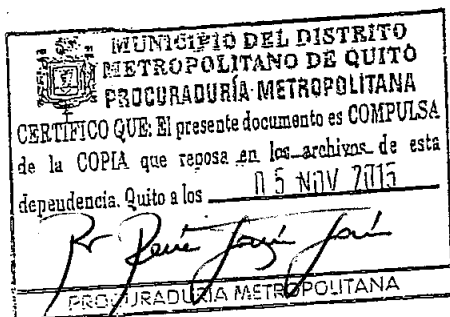 MUNICIPIO DEL DISTRITO
METROPOLITANO DE QUITO
PROCURADURÍA METROPOLITANA
CERTIFICO QUE: El presente documento es COMPULSA
de la COPIA que reposa en los archivos de esta
dependencia. Quito a los 05 NOV 2015
PROCURADURÍA METROPOLITANA